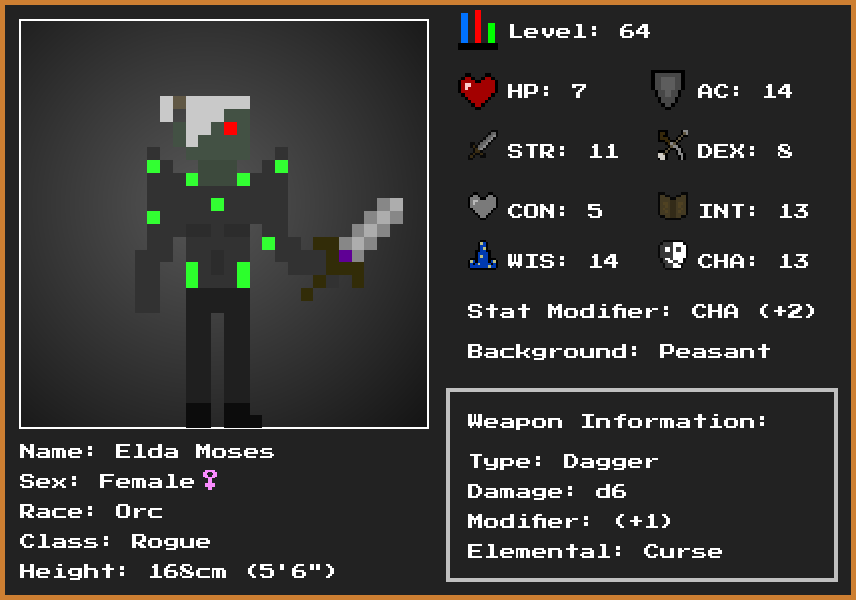 Level: 64
HP: 7
AC: 14
STR: 11
DEX: 8
CON: 5
INT: 13
WIS: 14
CHA: 13
Stat Modifier: CHA (+2)
Background: Peasant
Weapon Information:
Type: Dagger
Damage: d6
Modifier: (+1)
Elemental: Curse
Name: Elda Moses
Sex: Female♀
Race: Orc
Class: Rogue
Height: 168cm (5'6")